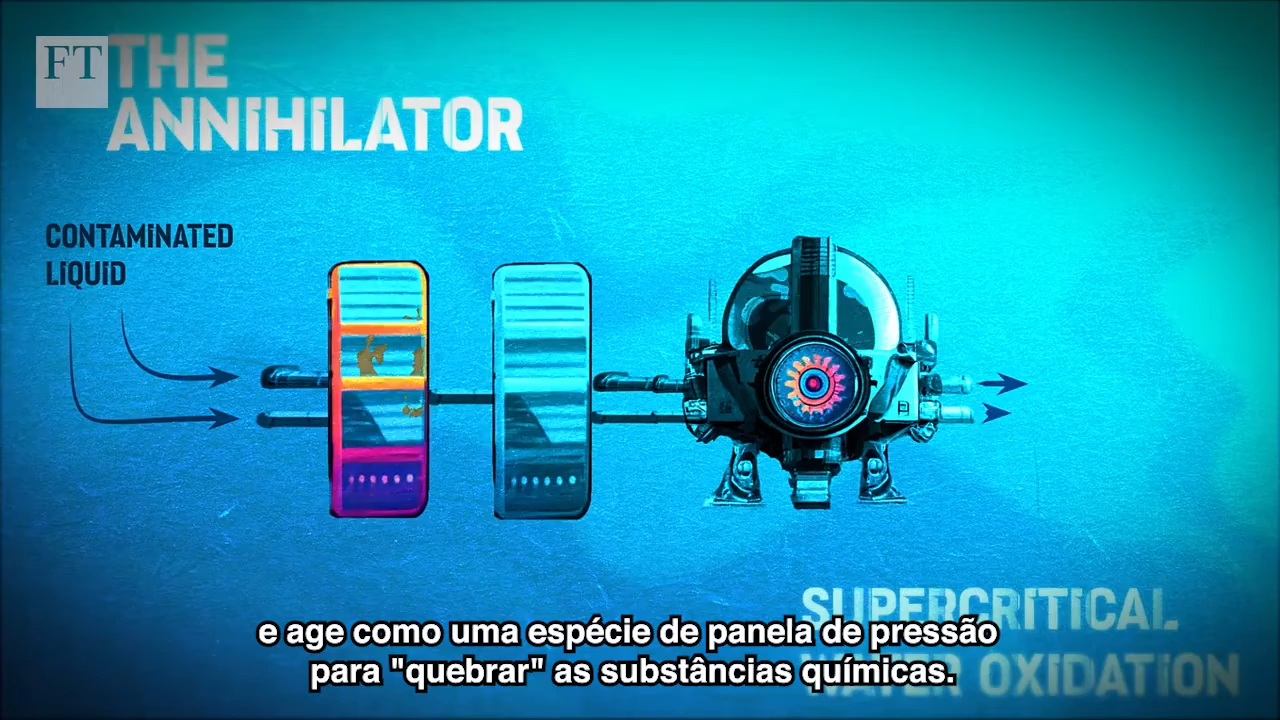 FT
THE
ANNIHILATOR
CONTAMINATED
LIQUID
SUPERCRITICAL
WATER OXIDATION
e age como uma espécie de panela de pressão
para "quebrar" as substâncias químicas.